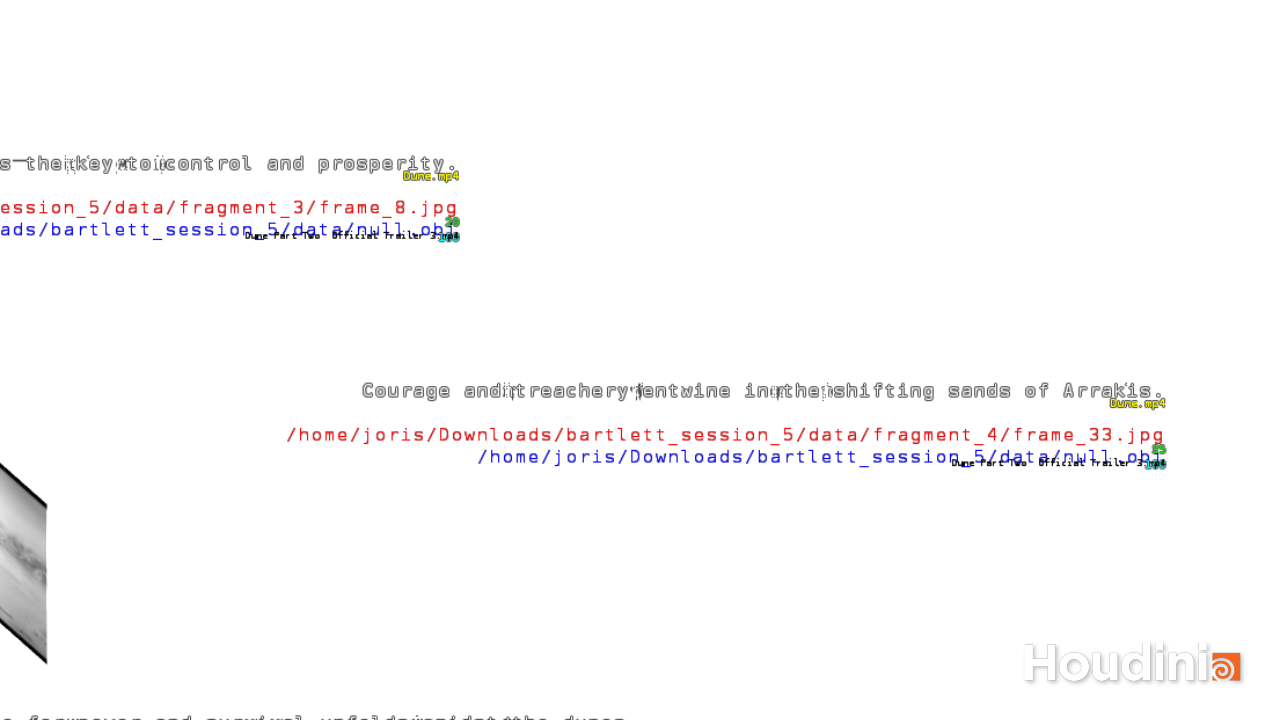 s the key to control and prosperity.
Dune.mp4
ession_5/data/fragment_3/frame_8.jpg
20
ads/bartlett_session_5/data/null.obj
Dune Part Two Official Trailer 3.mp4
Courage and treachery entwine in the shifting sands of Arrakis.
Dune.mp4
/home/joris/Downloads/bartlett_session_5/data/fragment_4/frame_33.jpg
/home/joris/Downloads/bartlett_session_5/data/null.obj
Dune Part Two Official Trailer 3.mp4
Houdini